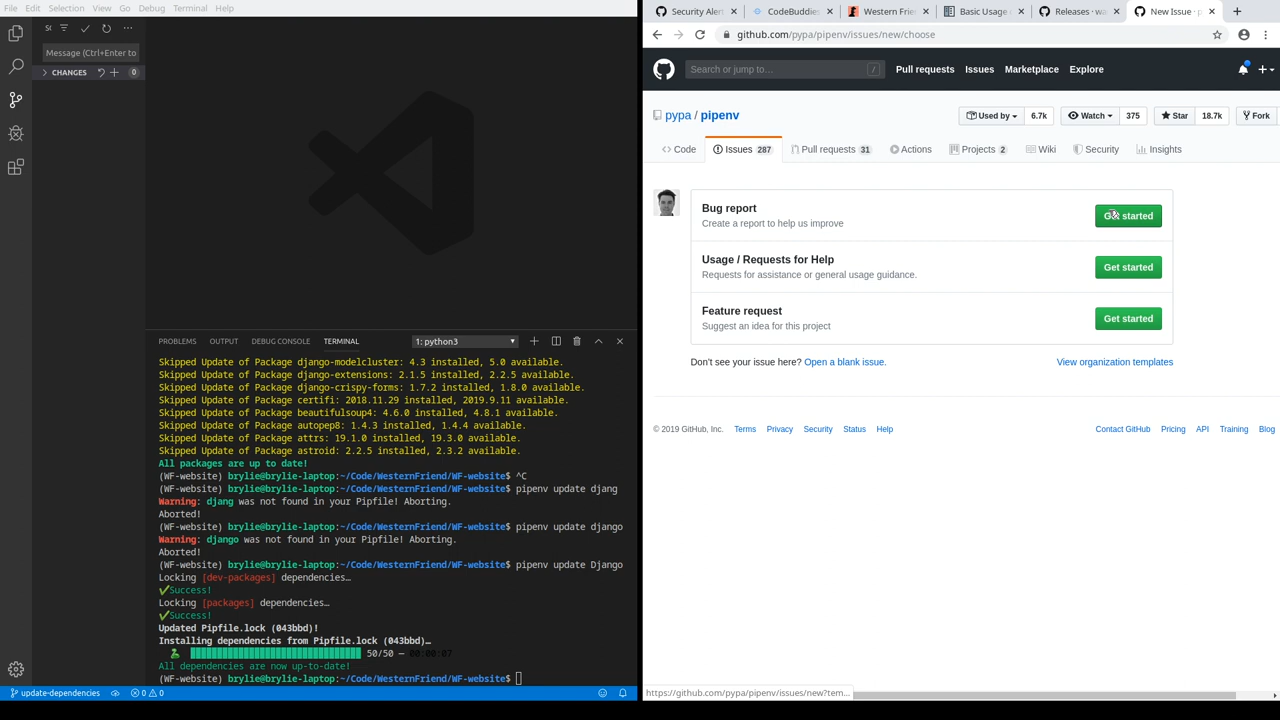 File Edit Selection View Go Debug Terminal Help
Message (Ctrl+Enter to
CHANGES 0
PROBLEMS OUTPUT DEBUG CONSOLE TERMINAL 1: python3
Skipped Update of Package django-modelcluster: 4.3 installed, 5.0 available.
Skipped Update of Package django-extensions: 2.1.5 installed, 2.2.5 available.
Skipped Update of Package django-crispy-forms: 1.7.2 installed, 1.8.0 available.
Skipped Update of Package certifi: 2018.11.29 installed, 2019.9.11 available.
Skipped Update of Package beautifulsoup4: 4.6.0 installed, 4.8.1 available.
Skipped Update of Package autopep8: 1.4.3 installed, 1.4.4 available.
Skipped Update of Package attrs: 19.1.0 installed, 19.3.0 available.
Skipped Update of Package astroid: 2.2.5 installed, 2.3.2 available.
All packages are up to date!
(WF-website) brylie@brylie-laptop:~/Code/WesternFriend/WF-website$ ^C
(WF-website) brylie@brylie-laptop:~/Code/WesternFriend/WF-website$ pipenv update djang
Warning: djang was not found in your Pipfile! Aborting.
Aborted!
(WF-website) brylie@brylie-laptop:~/Code/WesternFriend/WF-website$ pipenv update django
Warning: django was not found in your Pipfile! Aborting.
Aborted!
(WF-website) brylie@brylie-laptop:~/Code/WesternFriend/WF-website$ pipenv update Django
Locking [dev-packages] dependencies…
✔Success!
Locking [packages] dependencies…
✔Success!
Updated Pipfile.lock (043bbd)!
Installing dependencies from Pipfile.lock (043bbd)…
50/50 — 00:00:07
All dependencies are now up-to-date!
(WF-website) brylie@brylie-laptop:~/Code/WesternFriend/WF-website$
update-dependencies 0 0
Security Aler CodeBuddies Western Frie Basic Usage Releases · wa New Issue · p
github.com/pypa/pipenv/issues/new/choose
Search or jump to… / Pull requests Issues Marketplace Explore
pypa / pipenv Used by 6.7k Watch 375 Star 18.7k Fork
Code Issues 287 Pull requests 31 Actions Projects 2 Wiki Security Insights
Bug report
Create a report to help us improve
Get started
Usage / Requests for Help
Requests for assistance or general usage guidance.
Get started
Feature request
Suggest an idea for this project
Get started
Don't see your issue here? Open a blank issue. View organization templates
© 2019 GitHub, Inc. Terms Privacy Security Status Help Contact GitHub Pricing API Training Blog
https://github.com/pypa/pipenv/issues/new?tem…